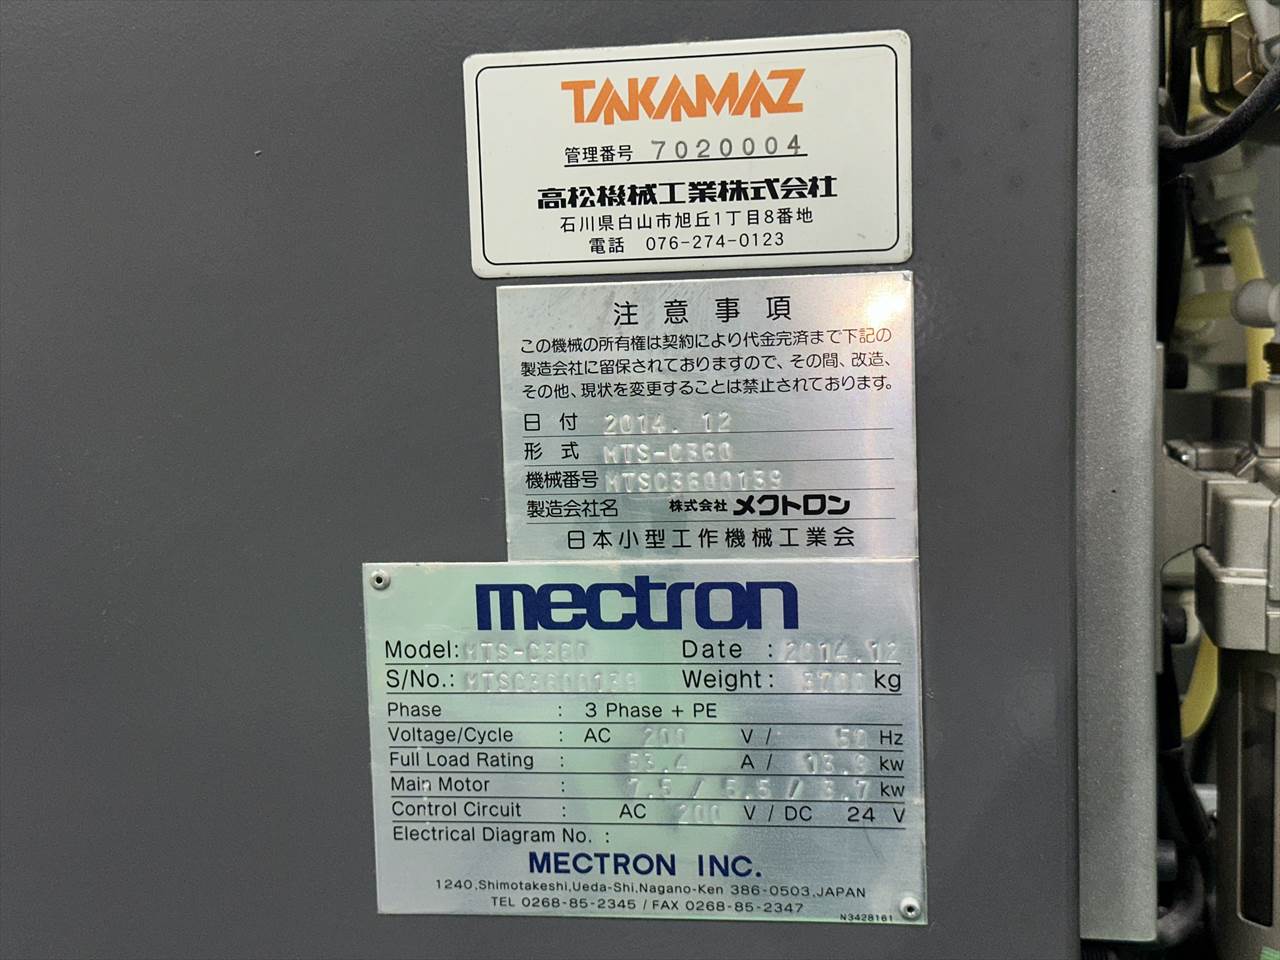 TAKAMAZ
管理番号 7020004
高松機械工業株式会社
石川県白山市旭丘1丁目8番地
電話 076-274-0123
注意事項
この機械の所有権は契約により代金完済まで下記の
製造会社に留保されておりますので、その間、改造、
その他、現状を変更することは禁止されております。
日付 2014.12
形式 MTS-C360
機械番号 MTSC3600139
製造会社名 株式会社 メクトロン
日本小型工作機械工業会
mectron
Model: MTS-C360 Date : 2014.12
S/No.: MTSC3600139 Weight: 3700 kg
Phase : 3 Phase + PE
Voltage/Cycle : AC 200 V / 50 Hz
Full Load Rating : 53.4 A / 13.9 kw
Main Motor : 7.5 / 5.5 / 3.7 kw
Control Circuit : AC 200 V / DC 24 V
Electrical Diagram No. :
MECTRON INC.
1240,Shimotakeshi,Ueda-Shi,Nagano-Ken 386-0503,JAPAN
TEL 0268-85-2345 / FAX 0268-85-2347
N3428161